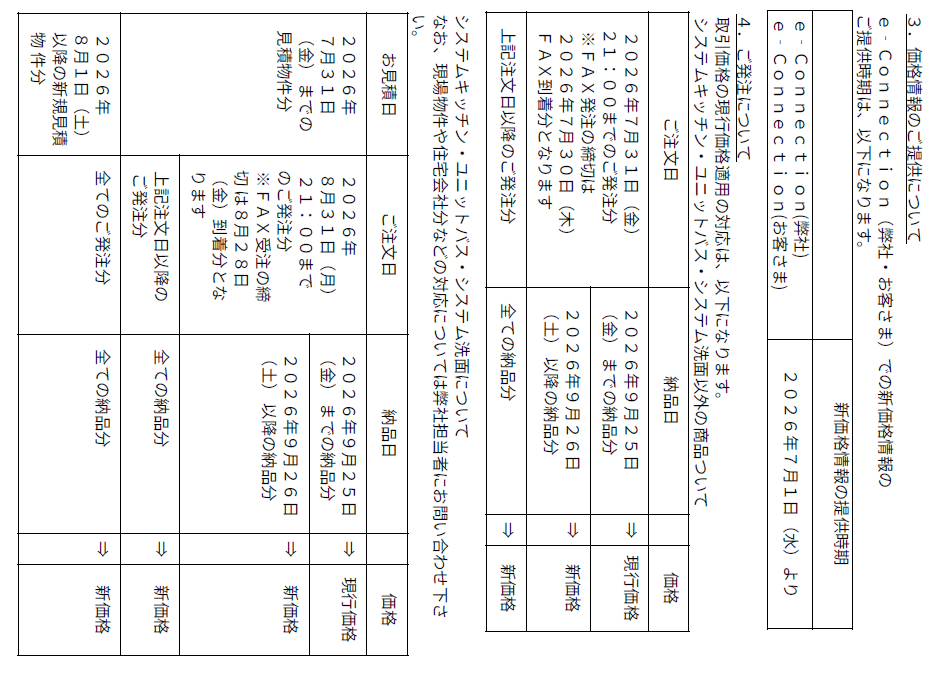 ３．価格情報のご提供について
ｅ‐Ｃｏｎｎｅｃｔｉｏｎ（弊社・お客さま）での新価格情報の
ご提供時期は、以下になります。
新価格情報の提供時期
ｅ‐Ｃｏｎｎｅｃｔｉｏｎ(弊社)
ｅ‐Ｃｏｎｎｅｃｔｉｏｎ(お客さま)
２０２６年７月１日（水）より
４．ご発注について
取引価格の現行価格適用の対応は、以下になります。
システムキッチン・ユニットバス・システム洗面以外の商品ついて
ご注文日
納品日
価格
２０２６年７月３１日（金）
２１：００までのご発注分
※ＦＡＸ発注の締切は
２０２６年７月３０日（木）
ＦＡＸ到着分となります
２０２６年９月２５日
（金）までの納品分
⇒
現行価格
２０２６年９月２６日
（土）以降の納品分
⇒
新価格
上記注文日以降のご発注分
全ての納品分
⇒
新価格
システムキッチン・ユニットバス・システム洗面について
なお、現場物件や住宅会社分などの対応については弊社担当者にお問い合わせ下さ
い。
お見積日
ご注文日
納品日
価格
２０２６年
７月３１日
（金）までの
見積物件分
２０２６年
８月３１日（月）
２１：００まで
のご発注分
※ＦＡＸ受注の締
切は８月２８日
（金）到着分とな
ります
２０２６年９月２５日
（金）までの納品分
⇒
現行価格
２０２６年９月２６日
（土）以降の納品分
⇒
新価格
上記注文日以降の
ご発注分
全ての納品分
⇒
新価格
２０２６年
８月１日（土）
以降の新規見積
物件分
全てのご発注分
全ての納品分
⇒
新価格